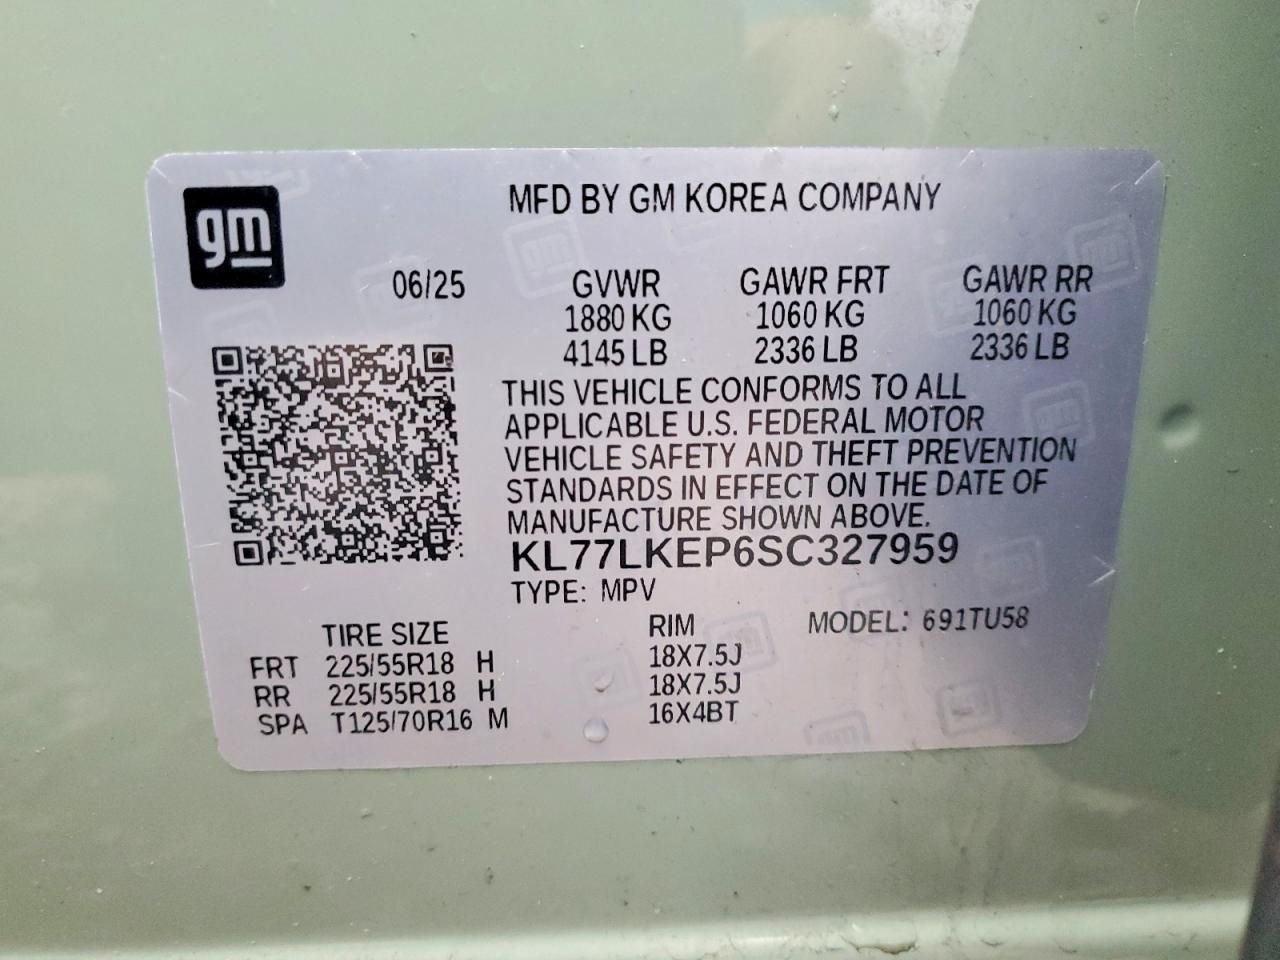 gm
MFD BY GM KOREA COMPANY
06/25 GVWR GAWR FRT GAWR RR
1880 KG 1060 KG 1060 KG
4145 LB 2336 LB 2336 LB
THIS VEHICLE CONFORMS TO ALL
APPLICABLE U.S. FEDERAL MOTOR
VEHICLE SAFETY AND THEFT PREVENTION
STANDARDS IN EFFECT ON THE DATE OF
MANUFACTURE SHOWN ABOVE.
KL77LKEP6SC327959
TYPE: MPV
TIRE SIZE RIM MODEL: 691TU58
FRT 225/55R18 H 18X7.5J
RR 225/55R18 H 18X7.5J
SPA T125/70R16 M 16X4BT